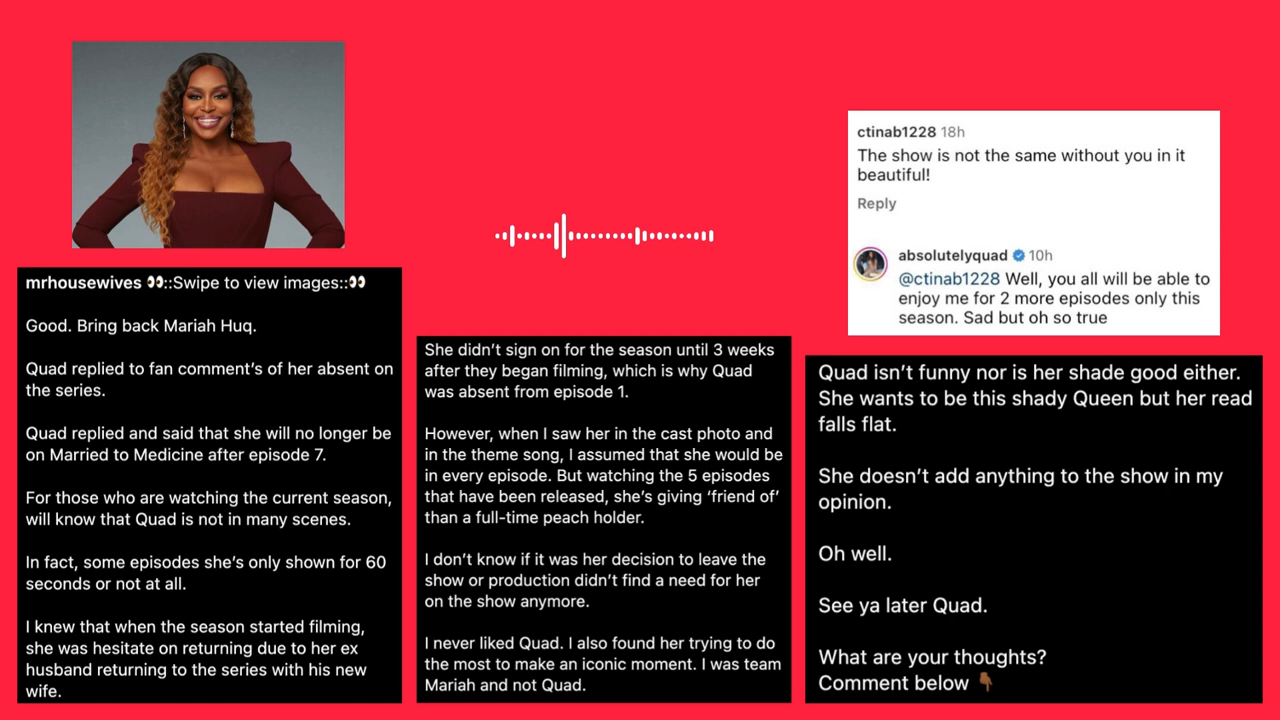 mrhousewives 👀::Swipe to view images::👀
Good. Bring back Mariah Huq.
Quad replied to fan comment's of her absent on
the series.
Quad replied and said that she will no longer be
on Married to Medicine after episode 7.
For those who are watching the current season,
will know that Quad is not in many scenes.
In fact, some episodes she's only shown for 60
seconds or not at all.
I knew that when the season started filming,
she was hesitate on returning due to her ex
husband returning to the series with his new
wife.
She didn't sign on for the season until 3 weeks
after they began filming, which is why Quad
was absent from episode 1.
However, when I saw her in the cast photo and
in the theme song, I assumed that she would be
in every episode. But watching the 5 episodes
that have been released, she's giving 'friend of'
than a full-time peach holder.
I don't know if it was her decision to leave the
show or production didn't find a need for her
on the show anymore.
I never liked Quad. I also found her trying to do
the most to make an iconic moment. I was team
Mariah and not Quad.
ctinab1228 18h
The show is not the same without you in it
beautiful!
Reply
absolutelyquad 10h
@ctinab1228 Well, you all will be able to
enjoy me for 2 more episodes only this
season. Sad but oh so true
Quad isn't funny nor is her shade good either.
She wants to be this shady Queen but her read
falls flat.
She doesn't add anything to the show in my
opinion.
Oh well.
See ya later Quad.
What are your thoughts?
Comment below 👇🏾